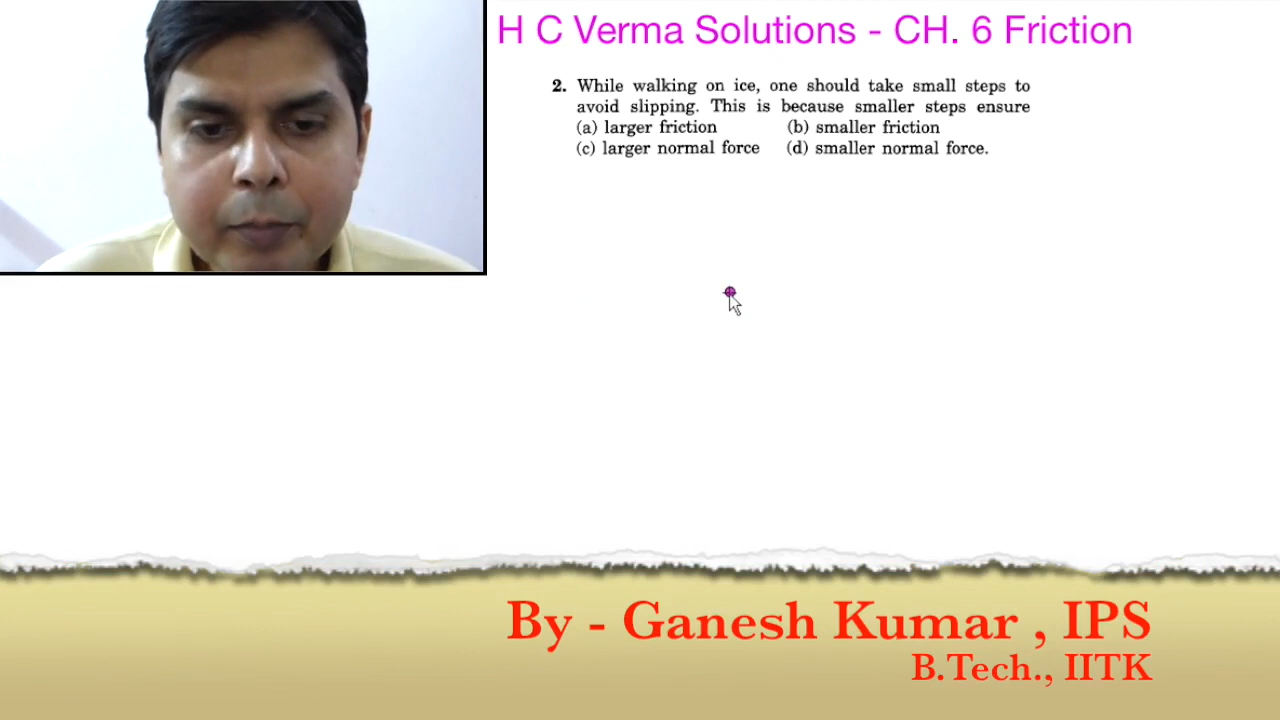 H C Verma Solutions - CH. 6 Friction
2. While walking on ice, one should take small steps to
avoid slipping. This is because smaller steps ensure
(a) larger friction (b) smaller friction
(c) larger normal force (d) smaller normal force.
By - Ganesh Kumar , IPS
B.Tech., IITK